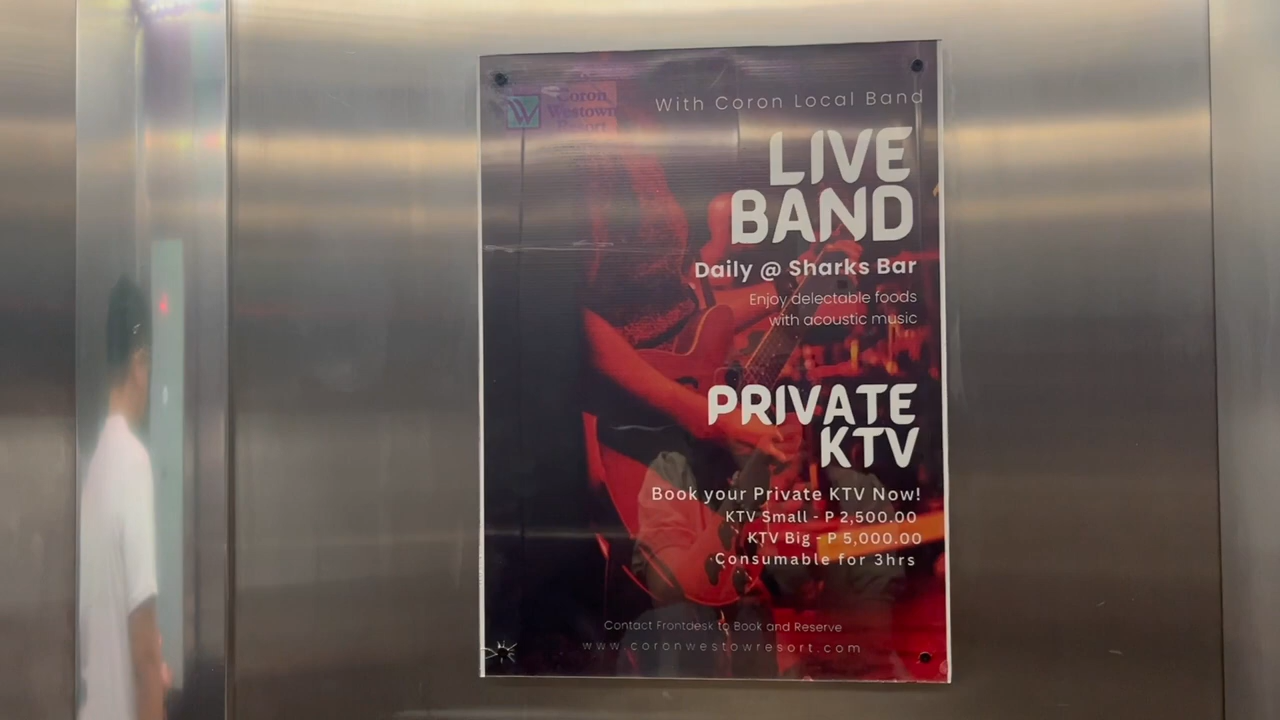 Coron
Westown
Resort
With Coron Local Band
LIVE
BAND
Daily @ Sharks Bar
Enjoy delectable foods
with acoustic music
PRIVATE
KTV
Book your Private KTV Now!
KTV Small - P 2,500.00
KTV Big - P 5,000.00
Consumable for 3hrs
Contact Frontdesk to Book and Reserve
www.coronwestowresort.com